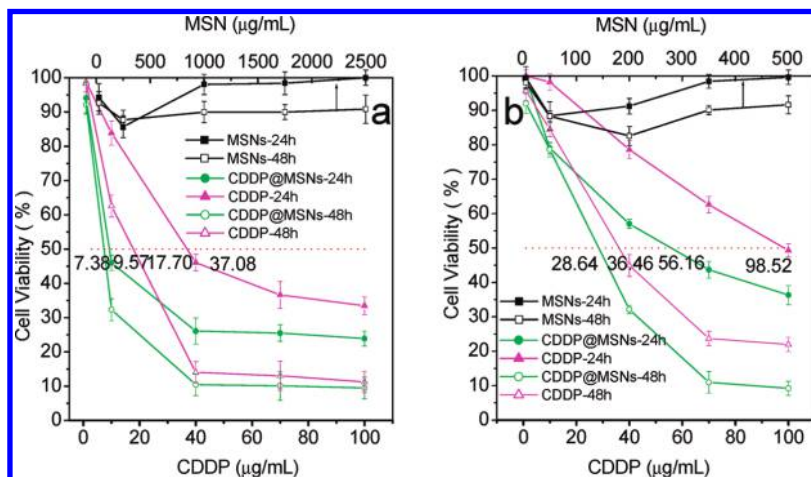 MSN (μg/mL)
0 500 1000 1500 2000 2500
100
90
80
70
60
50
40
30
20
10
0
Cell Viability ( % )
a
MSNs-24h
MSNs-48h
CDDP@MSNs-24h
CDDP-24h
CDDP@MSNs-48h
CDDP-48h
7.38 9.57 17.70 37.08
0 20 40 60 80 100
CDDP (μg/mL)
MSN (μg/mL)
0 100 200 300 400 500
100
90
80
70
60
50
40
30
20
10
0
Cell Viability ( % )
b
28.64 36.46 56.16 98.52
MSNs-24h
MSNs-48h
CDDP@MSNs-24h
CDDP-24h
CDDP@MSNs-48h
CDDP-48h
0 20 40 60 80 100
CDDP (μg/mL)